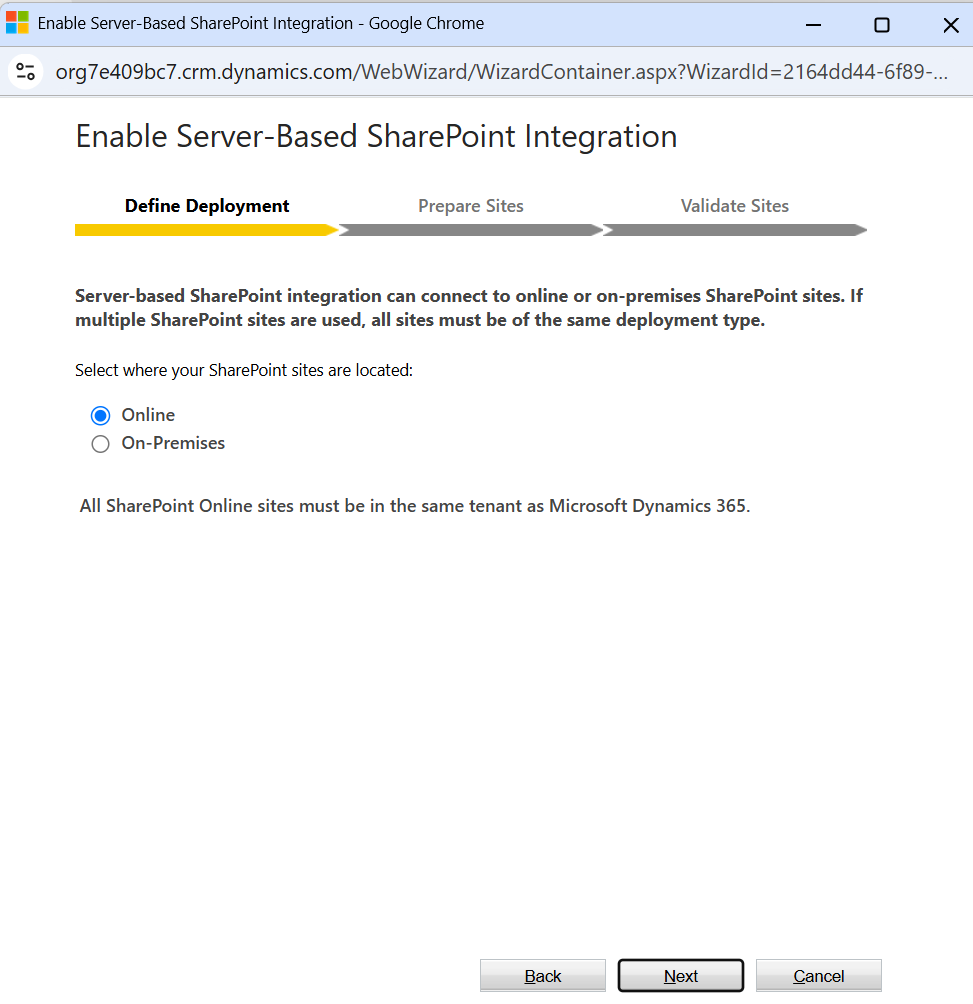 Enable Server-Based SharePoint Integration - Google Chrome
org7e409bc7.crm.dynamics.com/WebWizard/WizardContainer.aspx?WizardId=2164dd44-6f89-...
Enable Server-Based SharePoint Integration
Define Deployment Prepare Sites Validate Sites
Server-based SharePoint integration can connect to online or on-premises SharePoint sites. If
multiple SharePoint sites are used, all sites must be of the same deployment type.
Select where your SharePoint sites are located:
Online
On-Premises
All SharePoint Online sites must be in the same tenant as Microsoft Dynamics 365.
Back Next Cancel